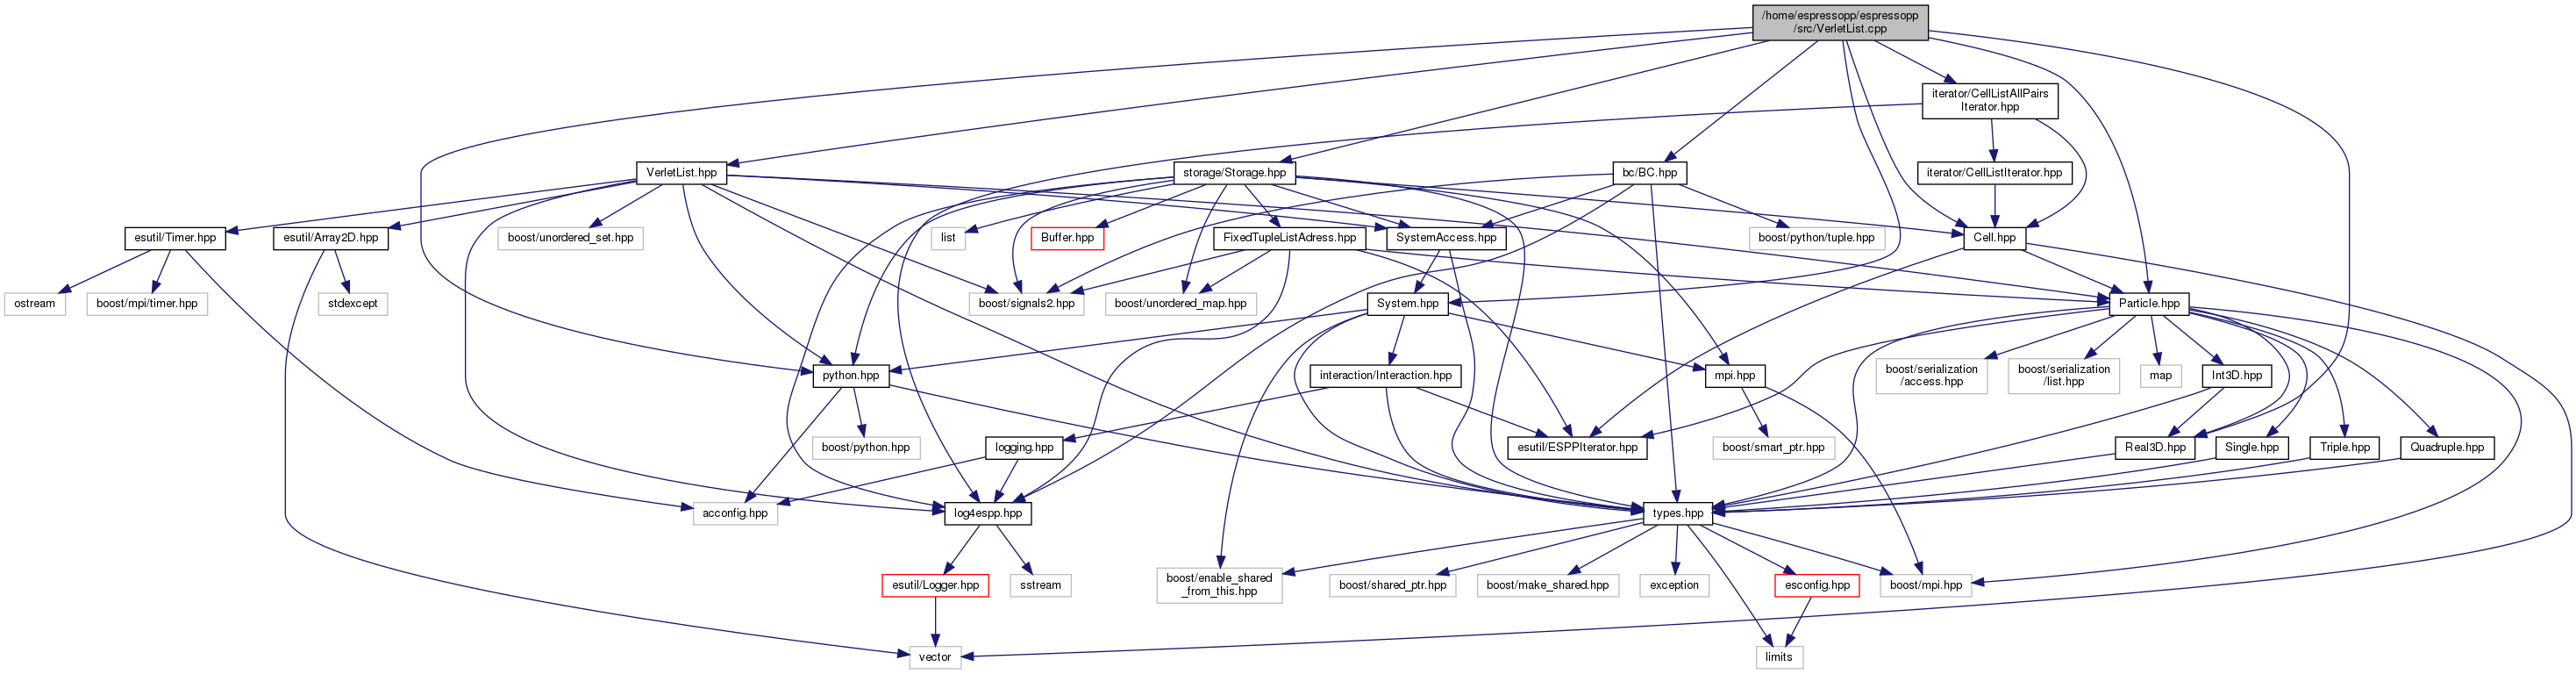 /home/espressopp/espressopp
/src/VerletList.cpp
iterator/CellListAllPairs
Iterator.hpp
VerletList.hpp
storage/Storage.hpp
bc/BC.hpp
iterator/CellListIterator.hpp
esutil/Timer.hpp
esutil/Array2D.hpp
boost/unordered_set.hpp
list
Buffer.hpp
FixedTupleListAdress.hpp
SystemAccess.hpp
boost/python/tuple.hpp
Cell.hpp
ostream
boost/mpi/timer.hpp
stdexcept
boost/signals2.hpp
boost/unordered_map.hpp
System.hpp
Particle.hpp
python.hpp
interaction/Interaction.hpp
mpi.hpp
boost/serialization
/access.hpp
boost/serialization
/list.hpp
map
Int3D.hpp
boost/python.hpp
logging.hpp
esutil/ESPPIterator.hpp
boost/smart_ptr.hpp
Real3D.hpp
Single.hpp
Triple.hpp
Quadruple.hpp
acconfig.hpp
log4espp.hpp
types.hpp
esutil/Logger.hpp
sstream
boost/enable_shared
_from_this.hpp
boost/shared_ptr.hpp
boost/make_shared.hpp
exception
esconfig.hpp
boost/mpi.hpp
vector
limits